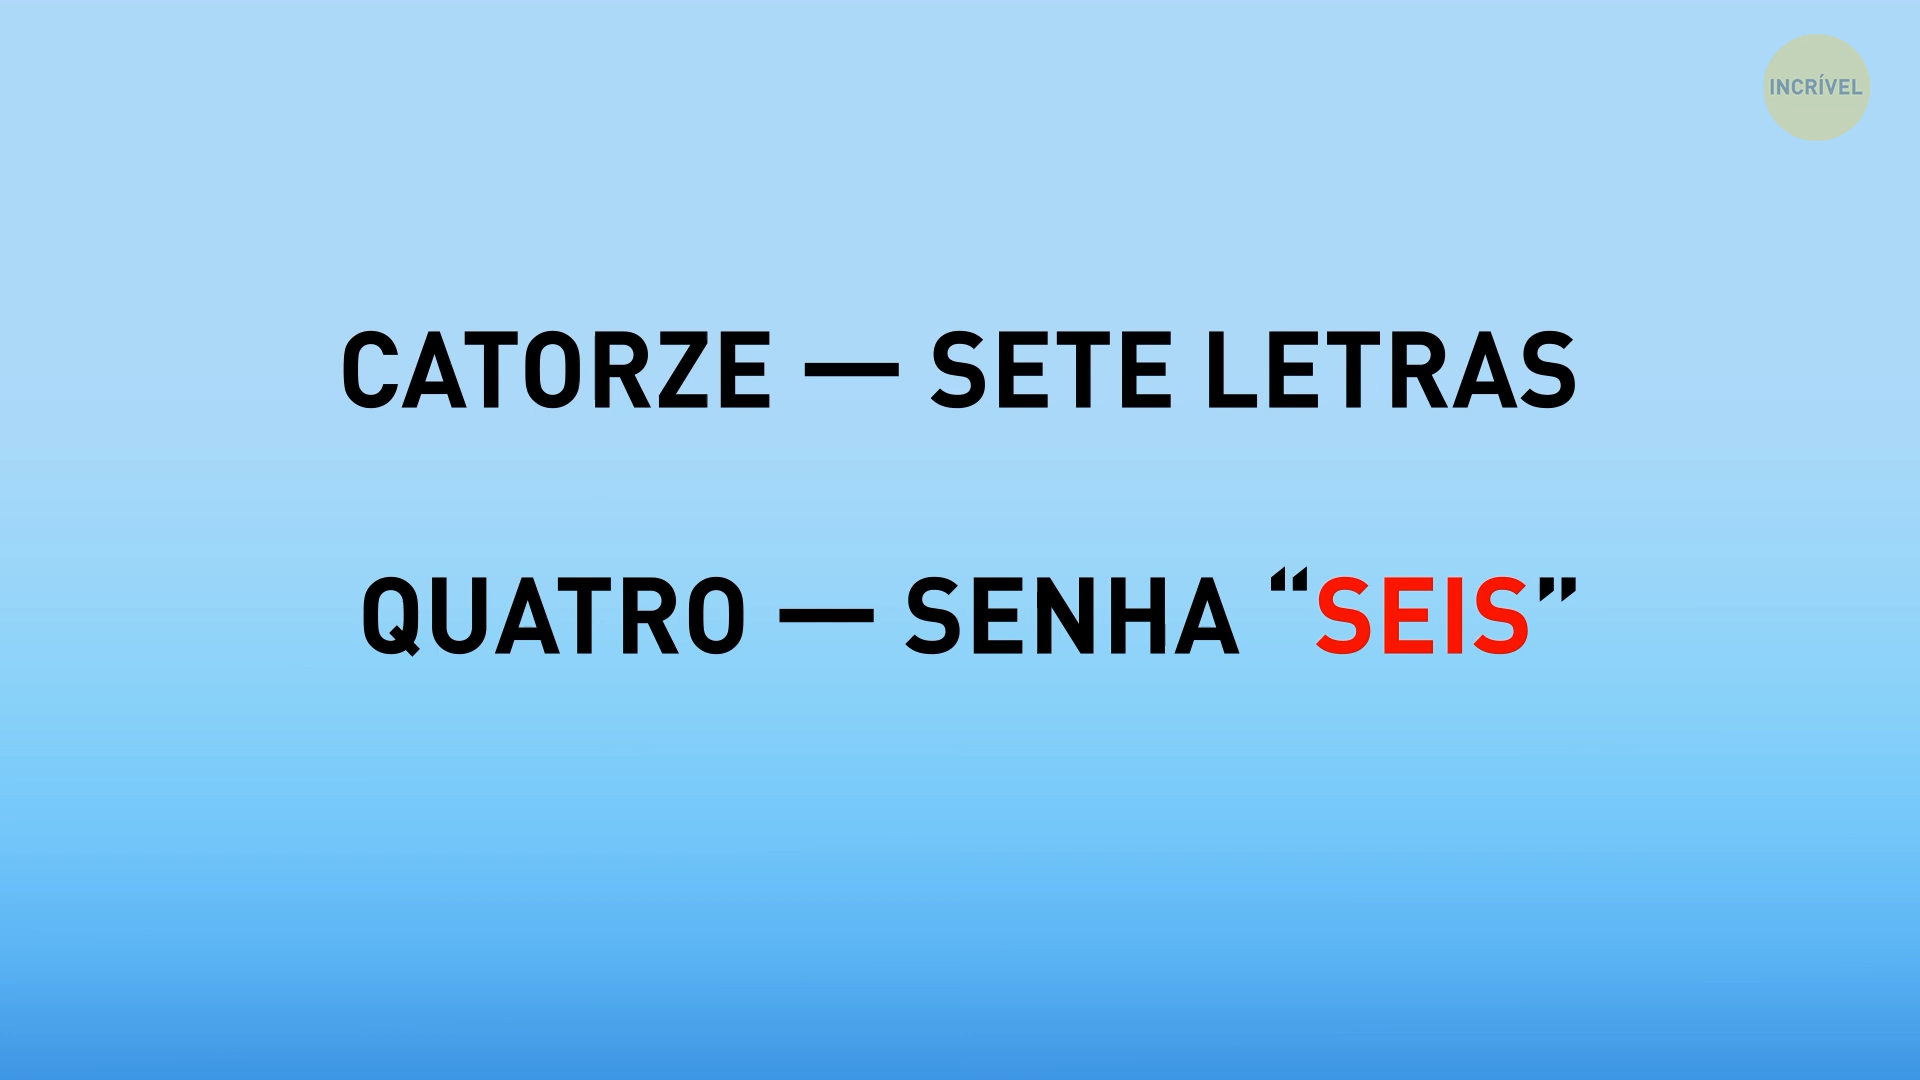 INCRÍVEL
CATORZE — SETE LETRAS
QUATRO — SENHA “SEIS”